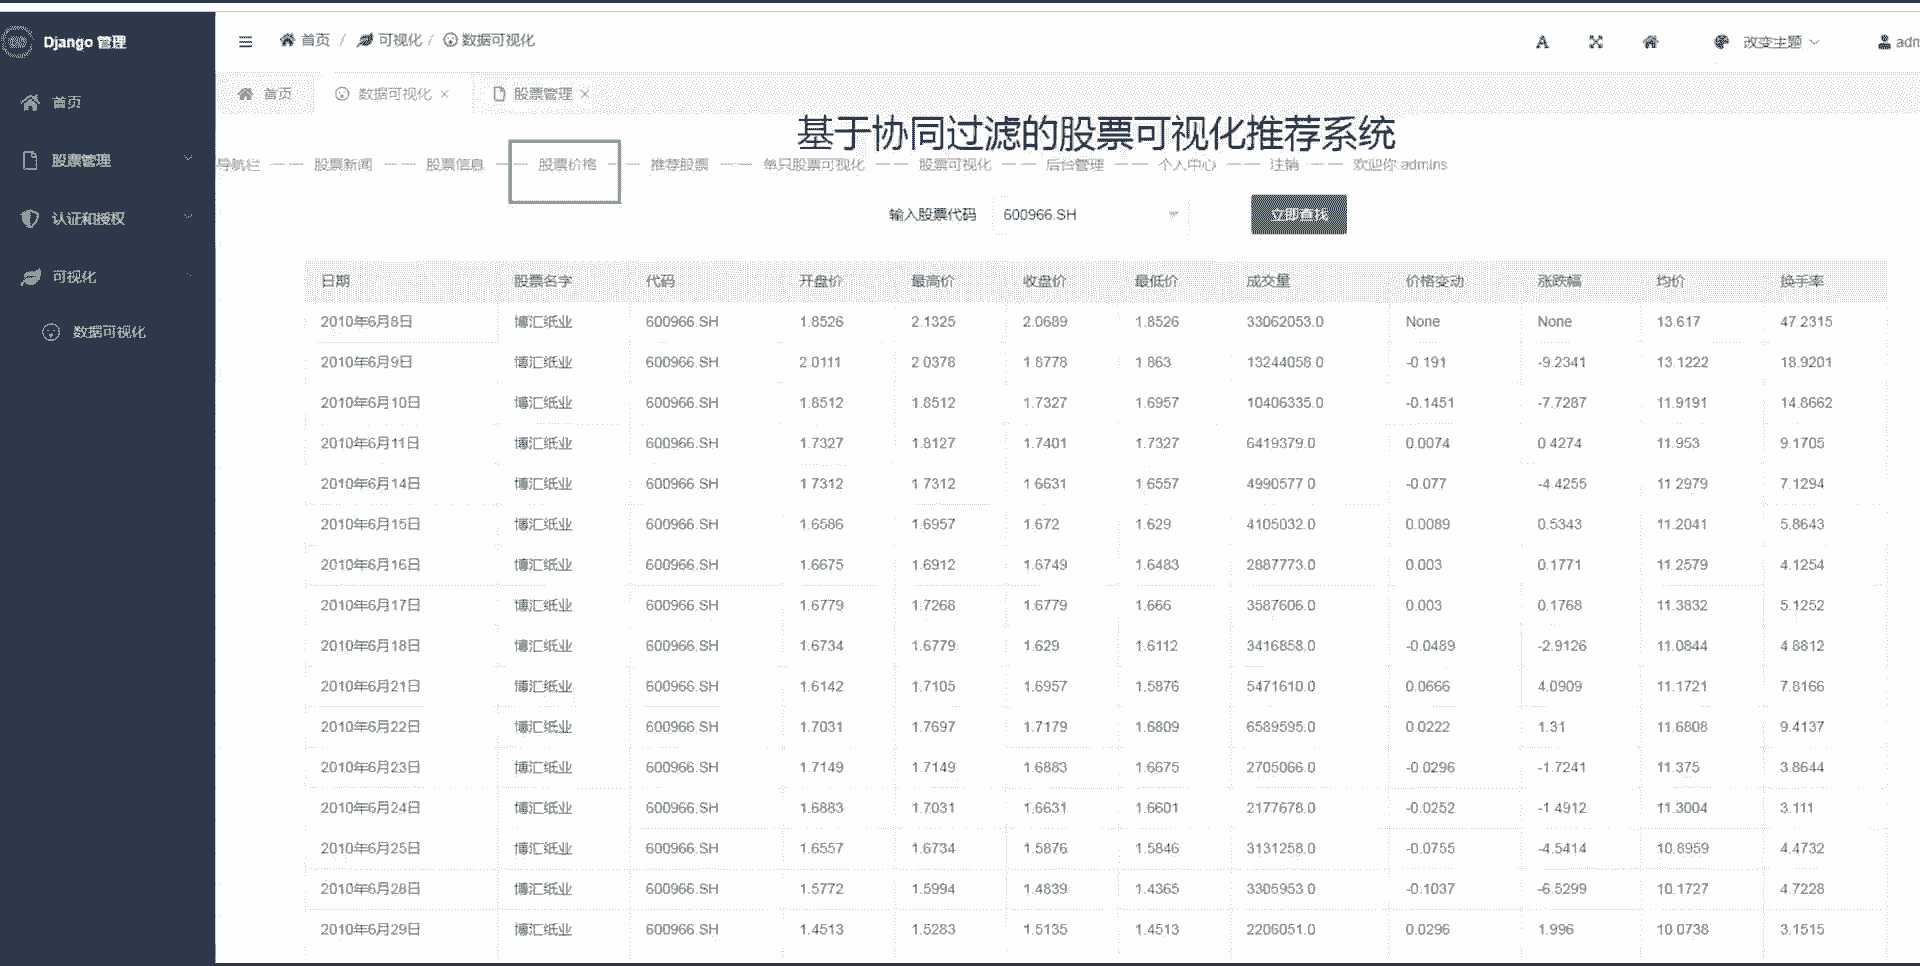 Django 管理
首页
股票管理
认证和授权
可视化
数据可视化
首页 / 可视化 / 数据可视化
A 改变主题 adm
首页 数据可视化 × 股票管理 ×
基于协同过滤的股票可视化推荐系统
导航栏 一一 股票新闻 一一 股票信息 一一 股票价格 一一 推荐股票 一一 单只股票可视化 一一 股票可视化 一一 后台管理 一一 个人中心 一一 注销 一一 欢迎你:admins
输入股票代码 600966.SH 立即查找
日期 股票名字 代码 开盘价 最高价 收盘价 最低价 成交量 价格变动 涨跌幅 均价 换手率
2010年6月8日 博汇纸业 600966.SH 1.8526 2.1325 2.0689 1.8526 33062053.0 None None 13.617 47.2315
2010年6月9日 博汇纸业 600966.SH 2.0111 2.0378 1.8778 1.863 13244058.0 -0.191 -9.2341 13.1222 18.9201
2010年6月10日 博汇纸业 600966.SH 1.8512 1.8512 1.7327 1.6957 10406335.0 -0.1451 -7.7287 11.9191 14.8662
2010年6月11日 博汇纸业 600966.SH 1.7327 1.8127 1.7401 1.7327 6419379.0 0.0074 0.4274 11.953 9.1705
2010年6月14日 博汇纸业 600966.SH 1.7312 1.7312 1.6631 1.6557 4990577.0 -0.077 -4.4255 11.2979 7.1294
2010年6月15日 博汇纸业 600966.SH 1.6586 1.6957 1.672 1.629 4105032.0 0.0089 0.5343 11.2041 5.8643
2010年6月16日 博汇纸业 600966.SH 1.6675 1.6912 1.6749 1.6483 2887773.0 0.003 0.1771 11.2579 4.1254
2010年6月17日 博汇纸业 600966.SH 1.6779 1.7268 1.6779 1.666 3587606.0 0.003 0.1768 11.3832 5.1252
2010年6月18日 博汇纸业 600966.SH 1.6734 1.6779 1.629 1.6112 3416858.0 -0.0489 -2.9126 11.0844 4.8812
2010年6月21日 博汇纸业 600966.SH 1.6142 1.7105 1.6957 1.5876 5471610.0 0.0666 4.0909 11.1721 7.8166
2010年6月22日 博汇纸业 600966.SH 1.7031 1.7697 1.7179 1.6809 6589595.0 0.0222 1.31 11.6808 9.4137
2010年6月23日 博汇纸业 600966.SH 1.7149 1.7149 1.6883 1.6675 2705066.0 -0.0296 -1.7241 11.375 3.8644
2010年6月24日 博汇纸业 600966.SH 1.6883 1.7031 1.6631 1.6601 2177678.0 -0.0252 -1.4912 11.3004 3.111
2010年6月25日 博汇纸业 600966.SH 1.6557 1.6734 1.5876 1.5846 3131258.0 -0.0755 -4.5414 10.8959 4.4732
2010年6月28日 博汇纸业 600966.SH 1.5772 1.5994 1.4839 1.4365 3305953.0 -0.1037 -6.5299 10.1727 4.7228
2010年6月29日 博汇纸业 600966.SH 1.4513 1.5283 1.5135 1.4513 2206051.0 0.0296 1.996 10.0738 3.1515